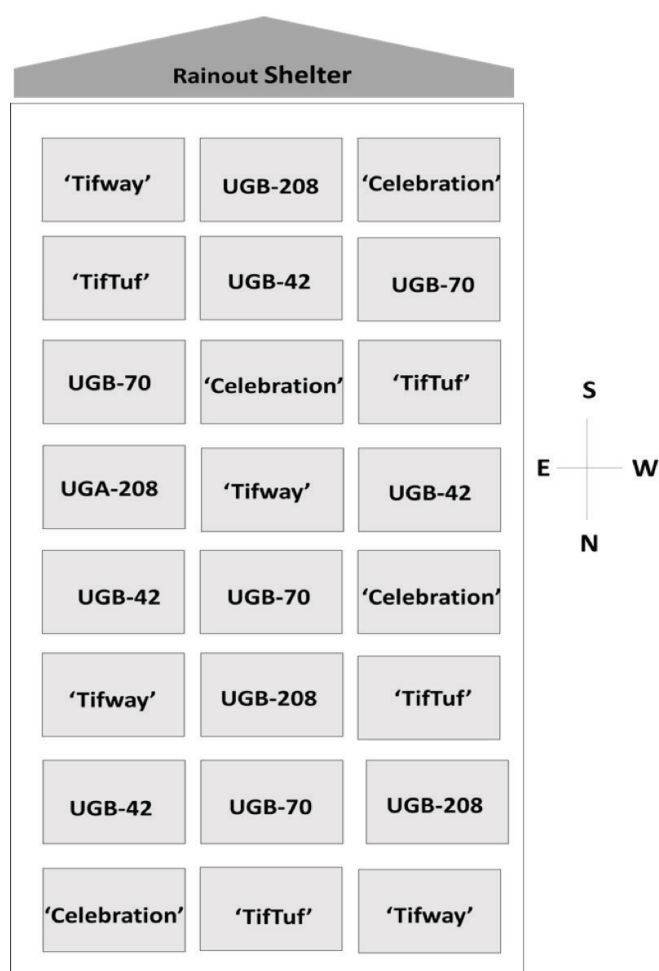 Rainout Shelter
‘Tifway’ UGB-208 ‘Celebration’
‘TifTuf’ UGB-42 UGB-70
UGB-70 ‘Celebration’ ‘TifTuf’
UGA-208 ‘Tifway’ UGB-42
UGB-42 UGB-70 ‘Celebration’
‘Tifway’ UGB-208 ‘TifTuf’
UGB-42 UGB-70 UGB-208
‘Celebration’ ‘TifTuf’ ‘Tifway’
S
E W
N